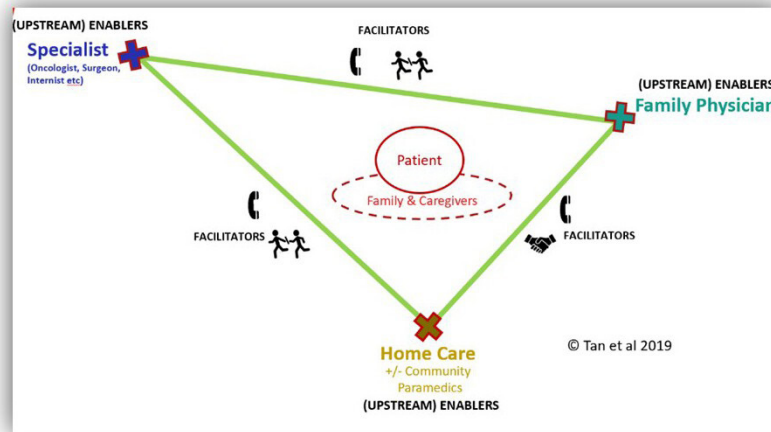 (UPSTREAM) ENABLERS
Specialist
(Oncologist, Surgeon,
Internist etc)
FACILITATORS
(UPSTREAM) ENABLERS
Family Physician
Patient
Family & Caregivers
FACILITATORS
FACILITATORS
Home Care
+/- Community
Paramedics
(UPSTREAM) ENABLERS
© Tan et al 2019